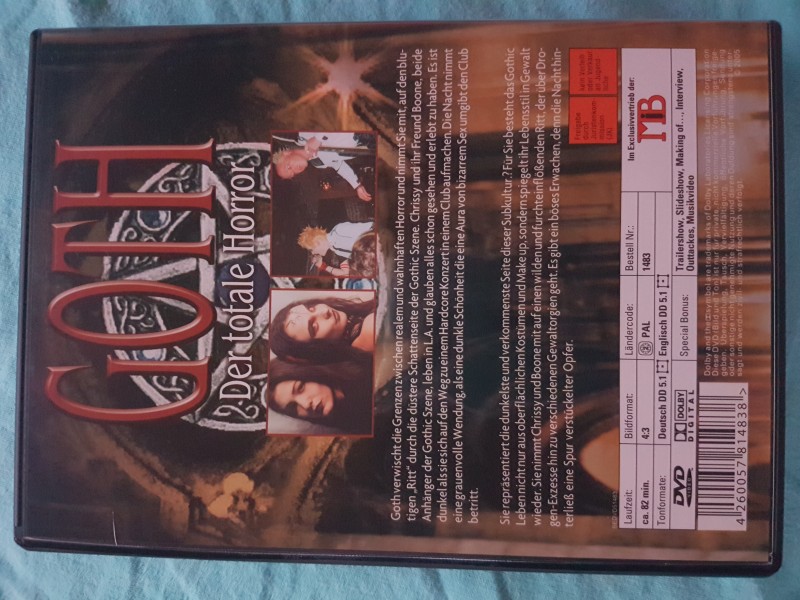 GOTH
2. Der totale Horror
Goth verwischt die Grenzen zwischen realem und wahnhaften Horror und nimmt Sie mit, auf den blu-
tigen „Ritt“ durch die düstere Schattenseite der Gothic Szene. Chrissy und ihr Freund Boone, beide
Anhänger der Gothic Szene, leben in L.A. und glauben alles schon gesehen und erlebt zu haben. Es ist
dunkel als sie sich auf den Weg zu einem Hardcore Konzert in einem Club aufmachen. Die Nacht nimmt
eine grauenvolle Wendung, als eine dunkle Schönheit die eine Aura von bizarrem Sex umgibt den Club
betritt.
Sie repräsentiert die dunkelste und verkommenste Seite dieser Subkultur.? Für Sie besteht das Gothic
Leben nicht nur aus oberflächlichen Kostümen und Make up, sondern spiegelt ihr Lebensstil in Gewalt
wieder. Sie nimmt Chrissy und Boone mit auf einen wilden und furchteinflößenden Ritt, der über Dro-
gen-Exzesse hin zu verschiedenen Gewaltorgien geht. Es gibt ein böses Erwachen, denn die Nacht hin-
terließ eine Spur verstückelter Opfer.
Laufzeit:
ca. 82 min.
Bildformat:
4:3
Ländercode:
2 PAL
Bestell Nr.:
1483
Im Exclusivvertrieb der:
MiB
Tonformate:
Deutsch DD 5.1
Englisch DD 5.1
DVD
VIDEO
DOLBY
DIGITAL
Special Bonus:
Trailershow, Slideshow, Making of..., Interview,
Outtackes, Musikvideo
4 260057 814838 >